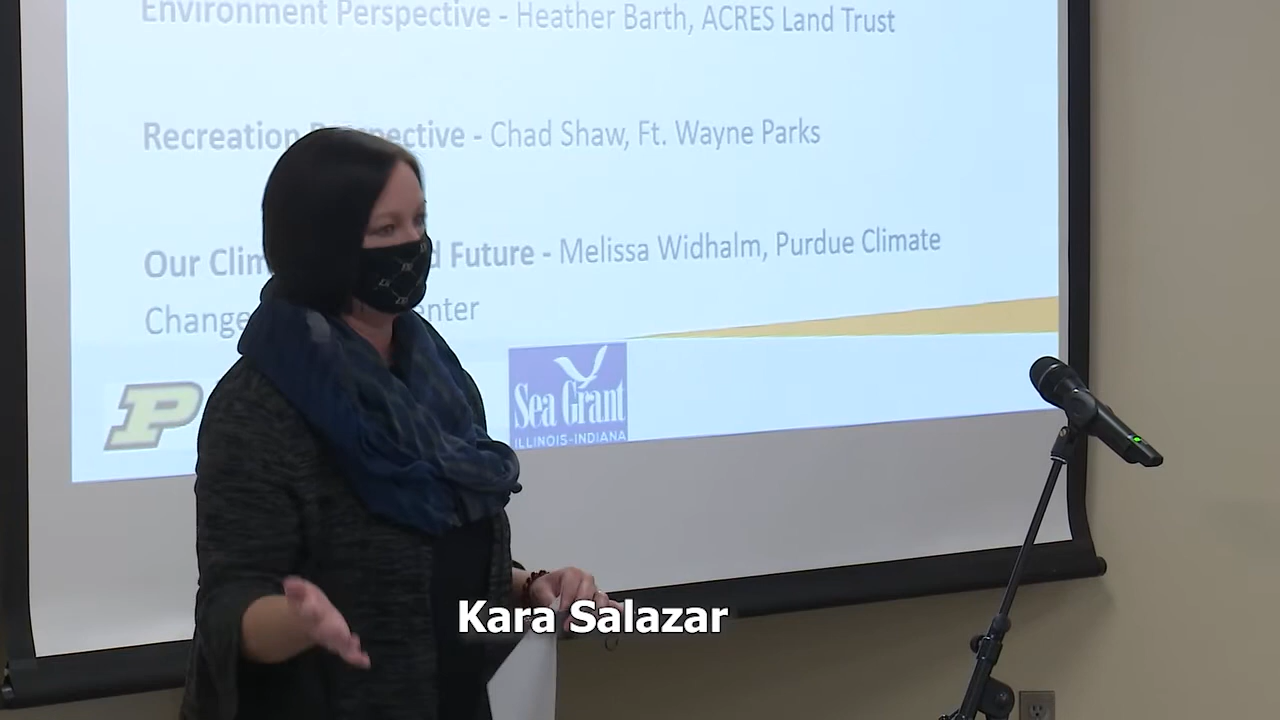 Environment Perspective - Heather Barth, ACRES Land Trust
Recreation Perspective - Chad Shaw, Ft. Wayne Parks
Our Clim d Future - Melissa Widhalm, Purdue Climate
Change enter
P
Sea Grant
ILLINOIS-INDIANA
Kara Salazar